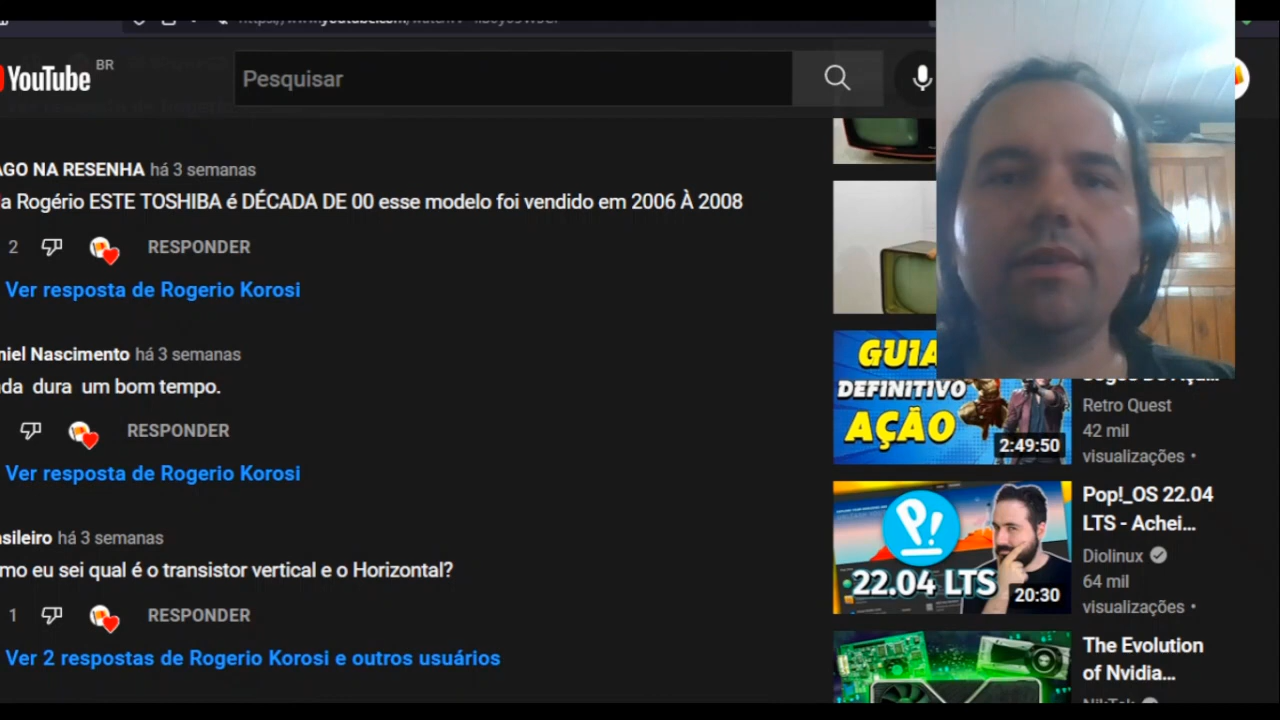 YouTube BR
Pesquisar
AGO NA RESENHA há 3 semanas
a Rogério ESTE TOSHIBA é DÉCADA DE 00 esse modelo foi vendido em 2006 À 2008
2 RESPONDER
Ver resposta de Rogerio Korosi
niel Nascimento há 3 semanas
da dura um bom tempo.
RESPONDER
Ver resposta de Rogerio Korosi
sileiro há 3 semanas
mo eu sei qual é o transistor vertical e o Horizontal?
1 RESPONDER
Ver 2 respostas de Rogerio Korosi e outros usuários
GUIA
DEFINITIVO
AÇÃO
2:49:50
Retro Quest
42 mil
visualizações •
22.04 LTS
20:30
Pop!_OS 22.04
LTS - Achei...
Diolinux
64 mil
visualizações •
The Evolution
of Nvidia...